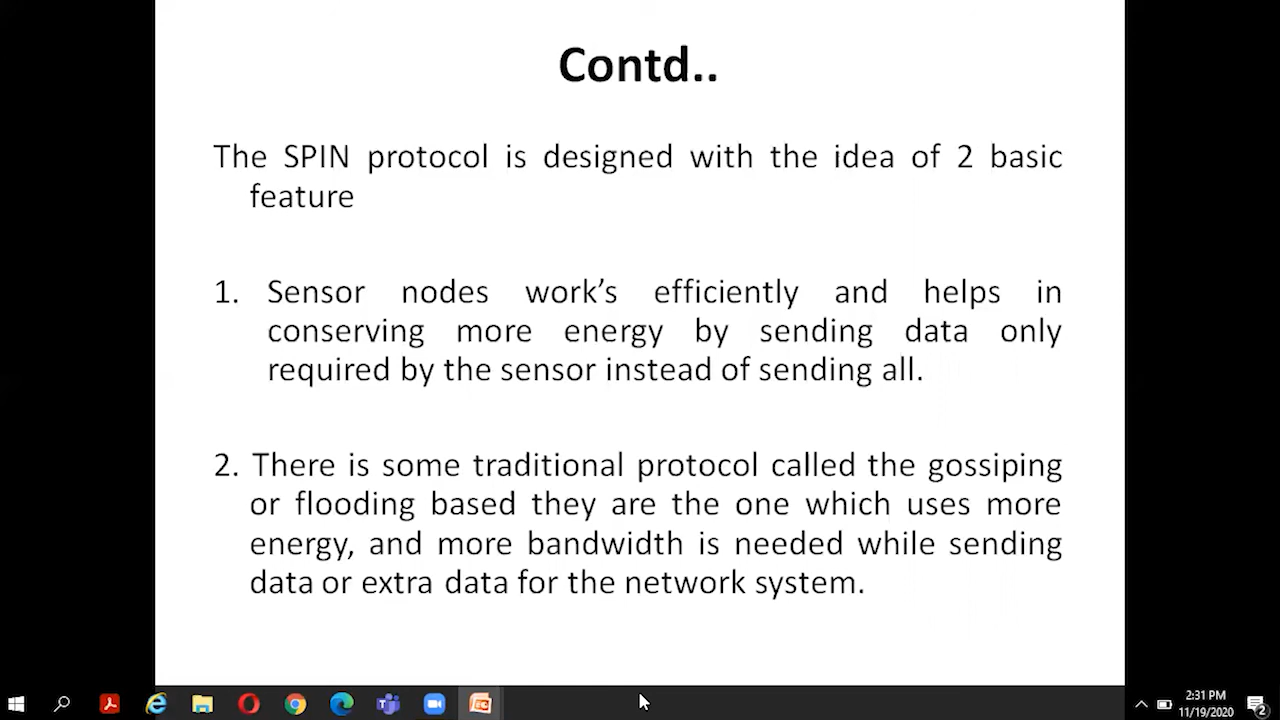 Contd..
The SPIN protocol is designed with the idea of 2 basic
feature
1. Sensor nodes work’s efficiently and helps in
conserving more energy by sending data only
required by the sensor instead of sending all.
2. There is some traditional protocol called the gossiping
or flooding based they are the one which uses more
energy, and more bandwidth is needed while sending
data or extra data for the network system.
2:31 PM
11/19/2020
2